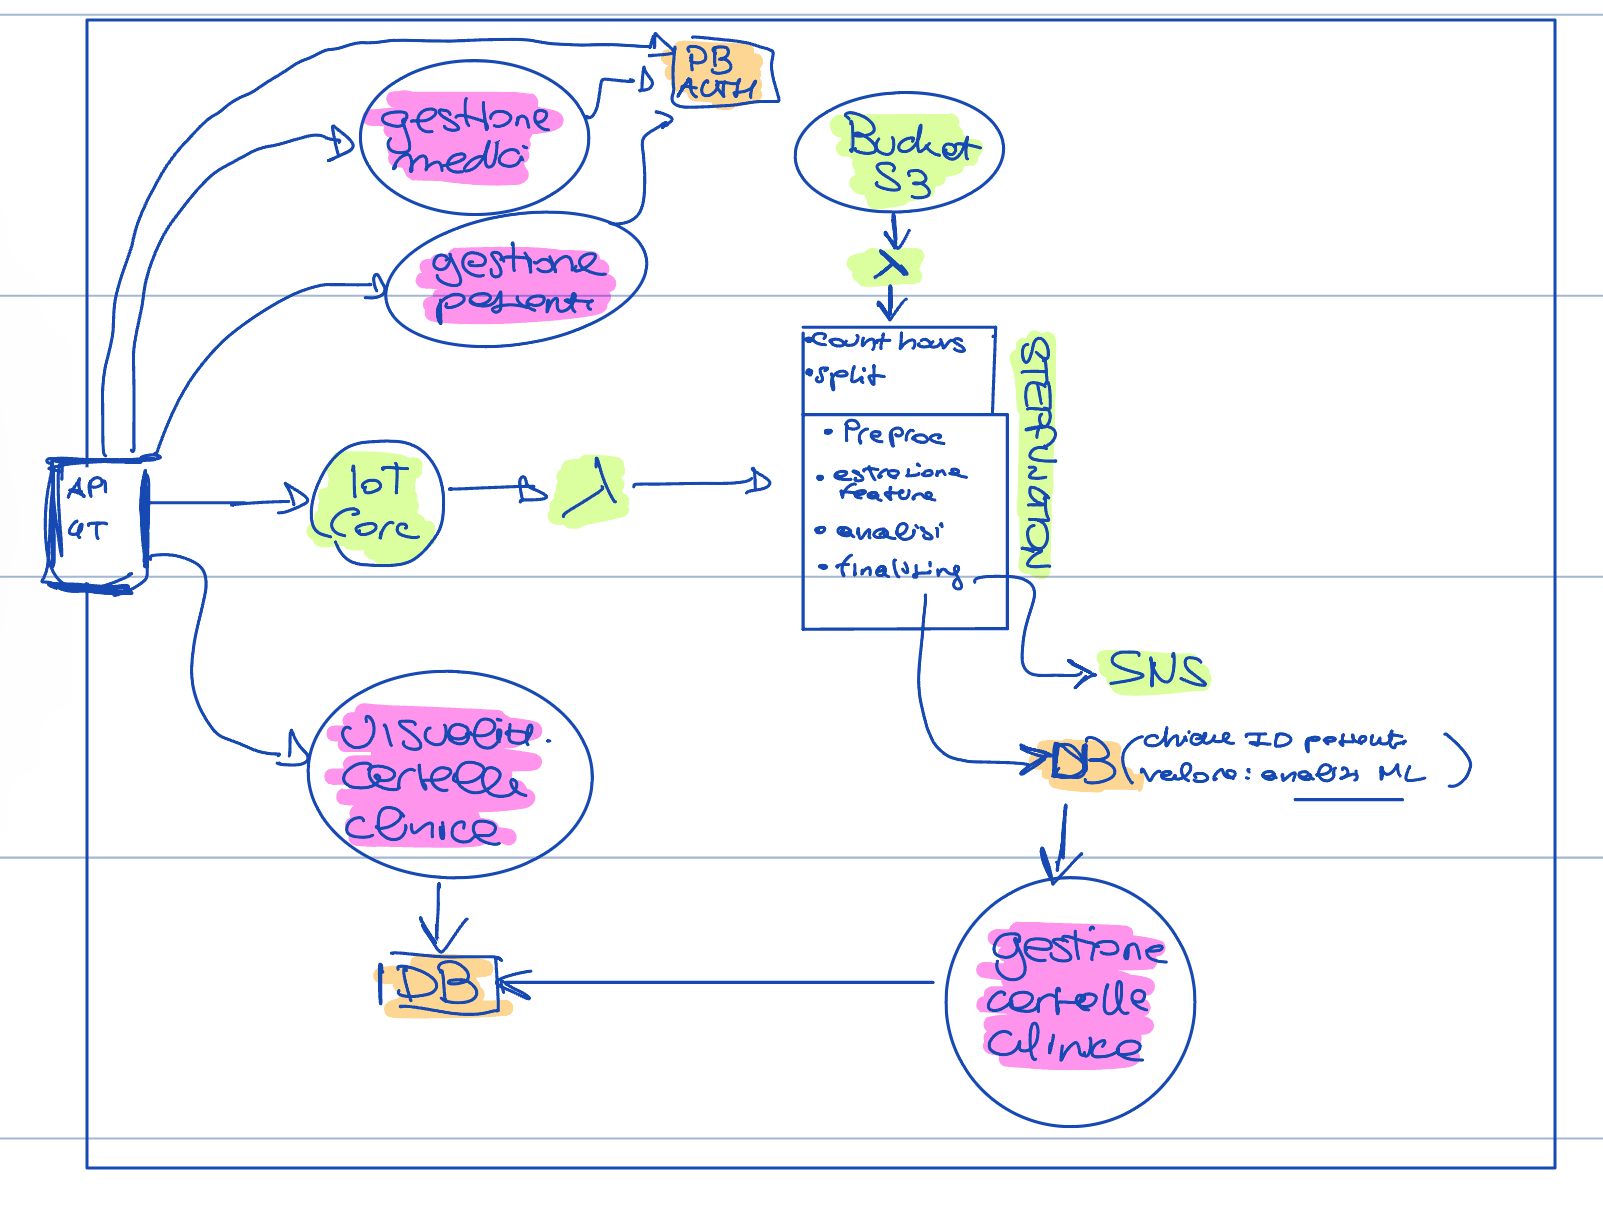 DB
AUTH
gestione
medici
Bucket
S3
λ
gestione
pazienti
• Count hours
• split
STEPFUNCTION
• Preproc
• estrazione
feature
• analisi
• finalizing
API
GT
IoT
Core
λ
SNS
DB (chiave ID paziente
valore: analisi ML)
visualizz.
cartelle
cliniche
DB
gestione
cartelle
cliniche